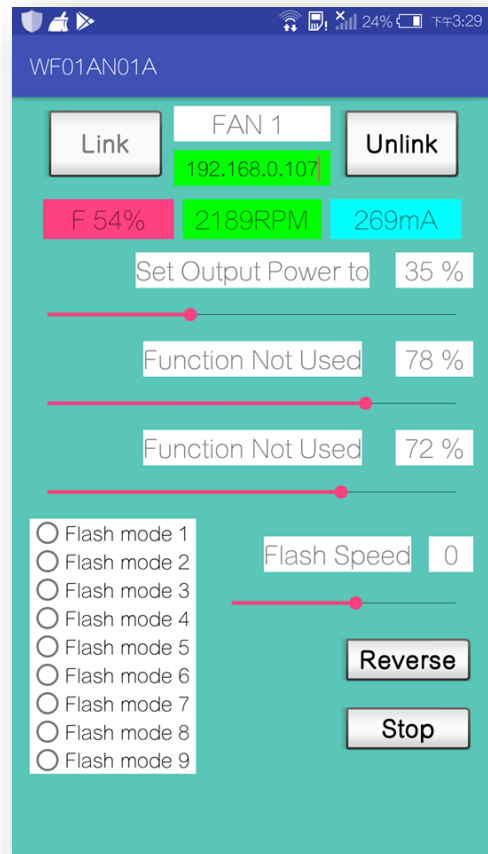 24% 下午3:29
WF01AN01A
Link
FAN 1
Unlink
192.168.0.107
F 54%
2189RPM
269mA
Set Output Power to 35 %
Function Not Used 78 %
Function Not Used 72 %
Flash mode 1
Flash mode 2
Flash mode 3
Flash mode 4
Flash mode 5
Flash mode 6
Flash mode 7
Flash mode 8
Flash mode 9
Flash Speed 0
Reverse
Stop